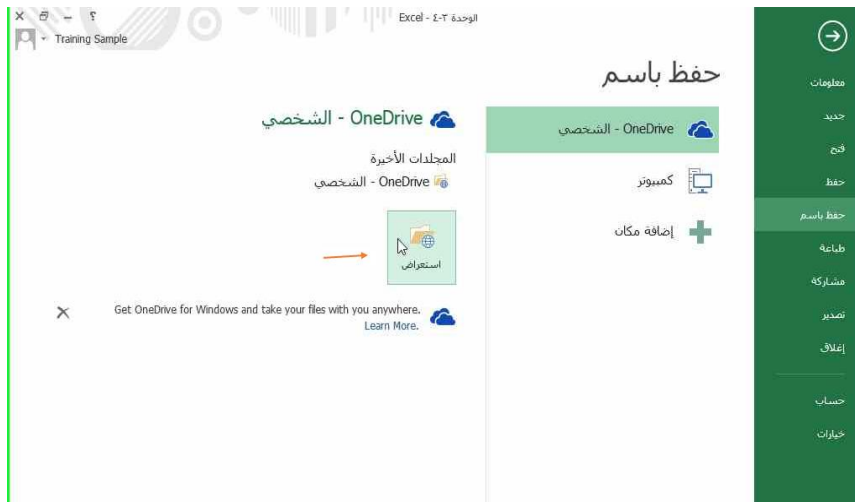 الوحدة ٣-٤ - Excel
Training Sample
معلومات
جديد
فتح
حفظ
حفظ باسم
طباعة
مشاركة
تصدير
إغلاق
حساب
خيارات
حفظ باسم
OneDrive - الشخصي
كمبيوتر
إضافة مكان
OneDrive - الشخصي
المجلدات الأخيرة
OneDrive - الشخصي
استعراض
Get OneDrive for Windows and take your files with you anywhere.
Learn More.